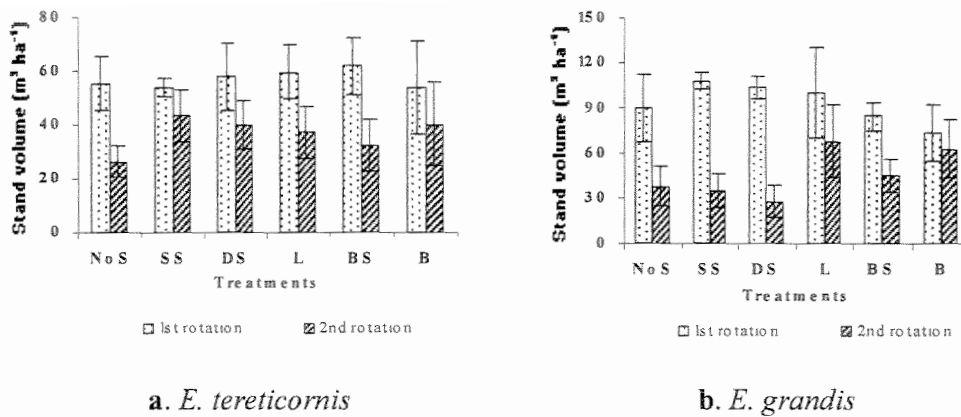 Stand volume (m³ ha⁻¹)
80
60
40
20
0
NoS SS DS L BS B
Treatments
1st rotation 2nd rotation
a. E. tereticornis
Stand volume (m³ ha⁻¹)
150
120
90
60
30
0
NoS SS DS L BS B
Treatments
1st rotation 2nd rotation
b. E. grandis